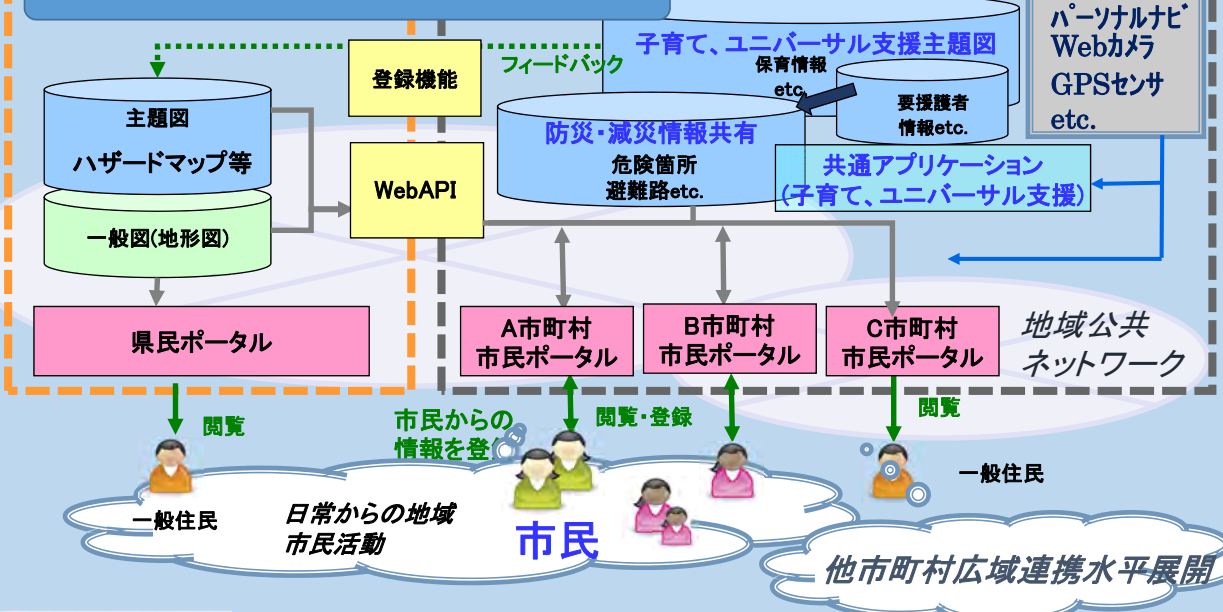 パーソナルナビ
Webカメラ
GPSセンサ
etc.
子育て、ユニバーサル支援主題図
フィードバック
保育情報
etc.
登録機能
要援護者
情報etc.
主題図
ハザードマップ等
防災・減災情報共有
危険箇所
避難路etc.
共通アプリケーション
(子育て、ユニバーサル支援)
WebAPI
一般図(地形図)
県民ポータル
A市町村
市民ポータル
B市町村
市民ポータル
C市町村
市民ポータル
地域公共
ネットワーク
閲覧
市民からの
情報を登
閲覧・登録
閲覧
一般住民
日常からの地域
市民活動
市民
一般住民
他市町村広域連携水平展開